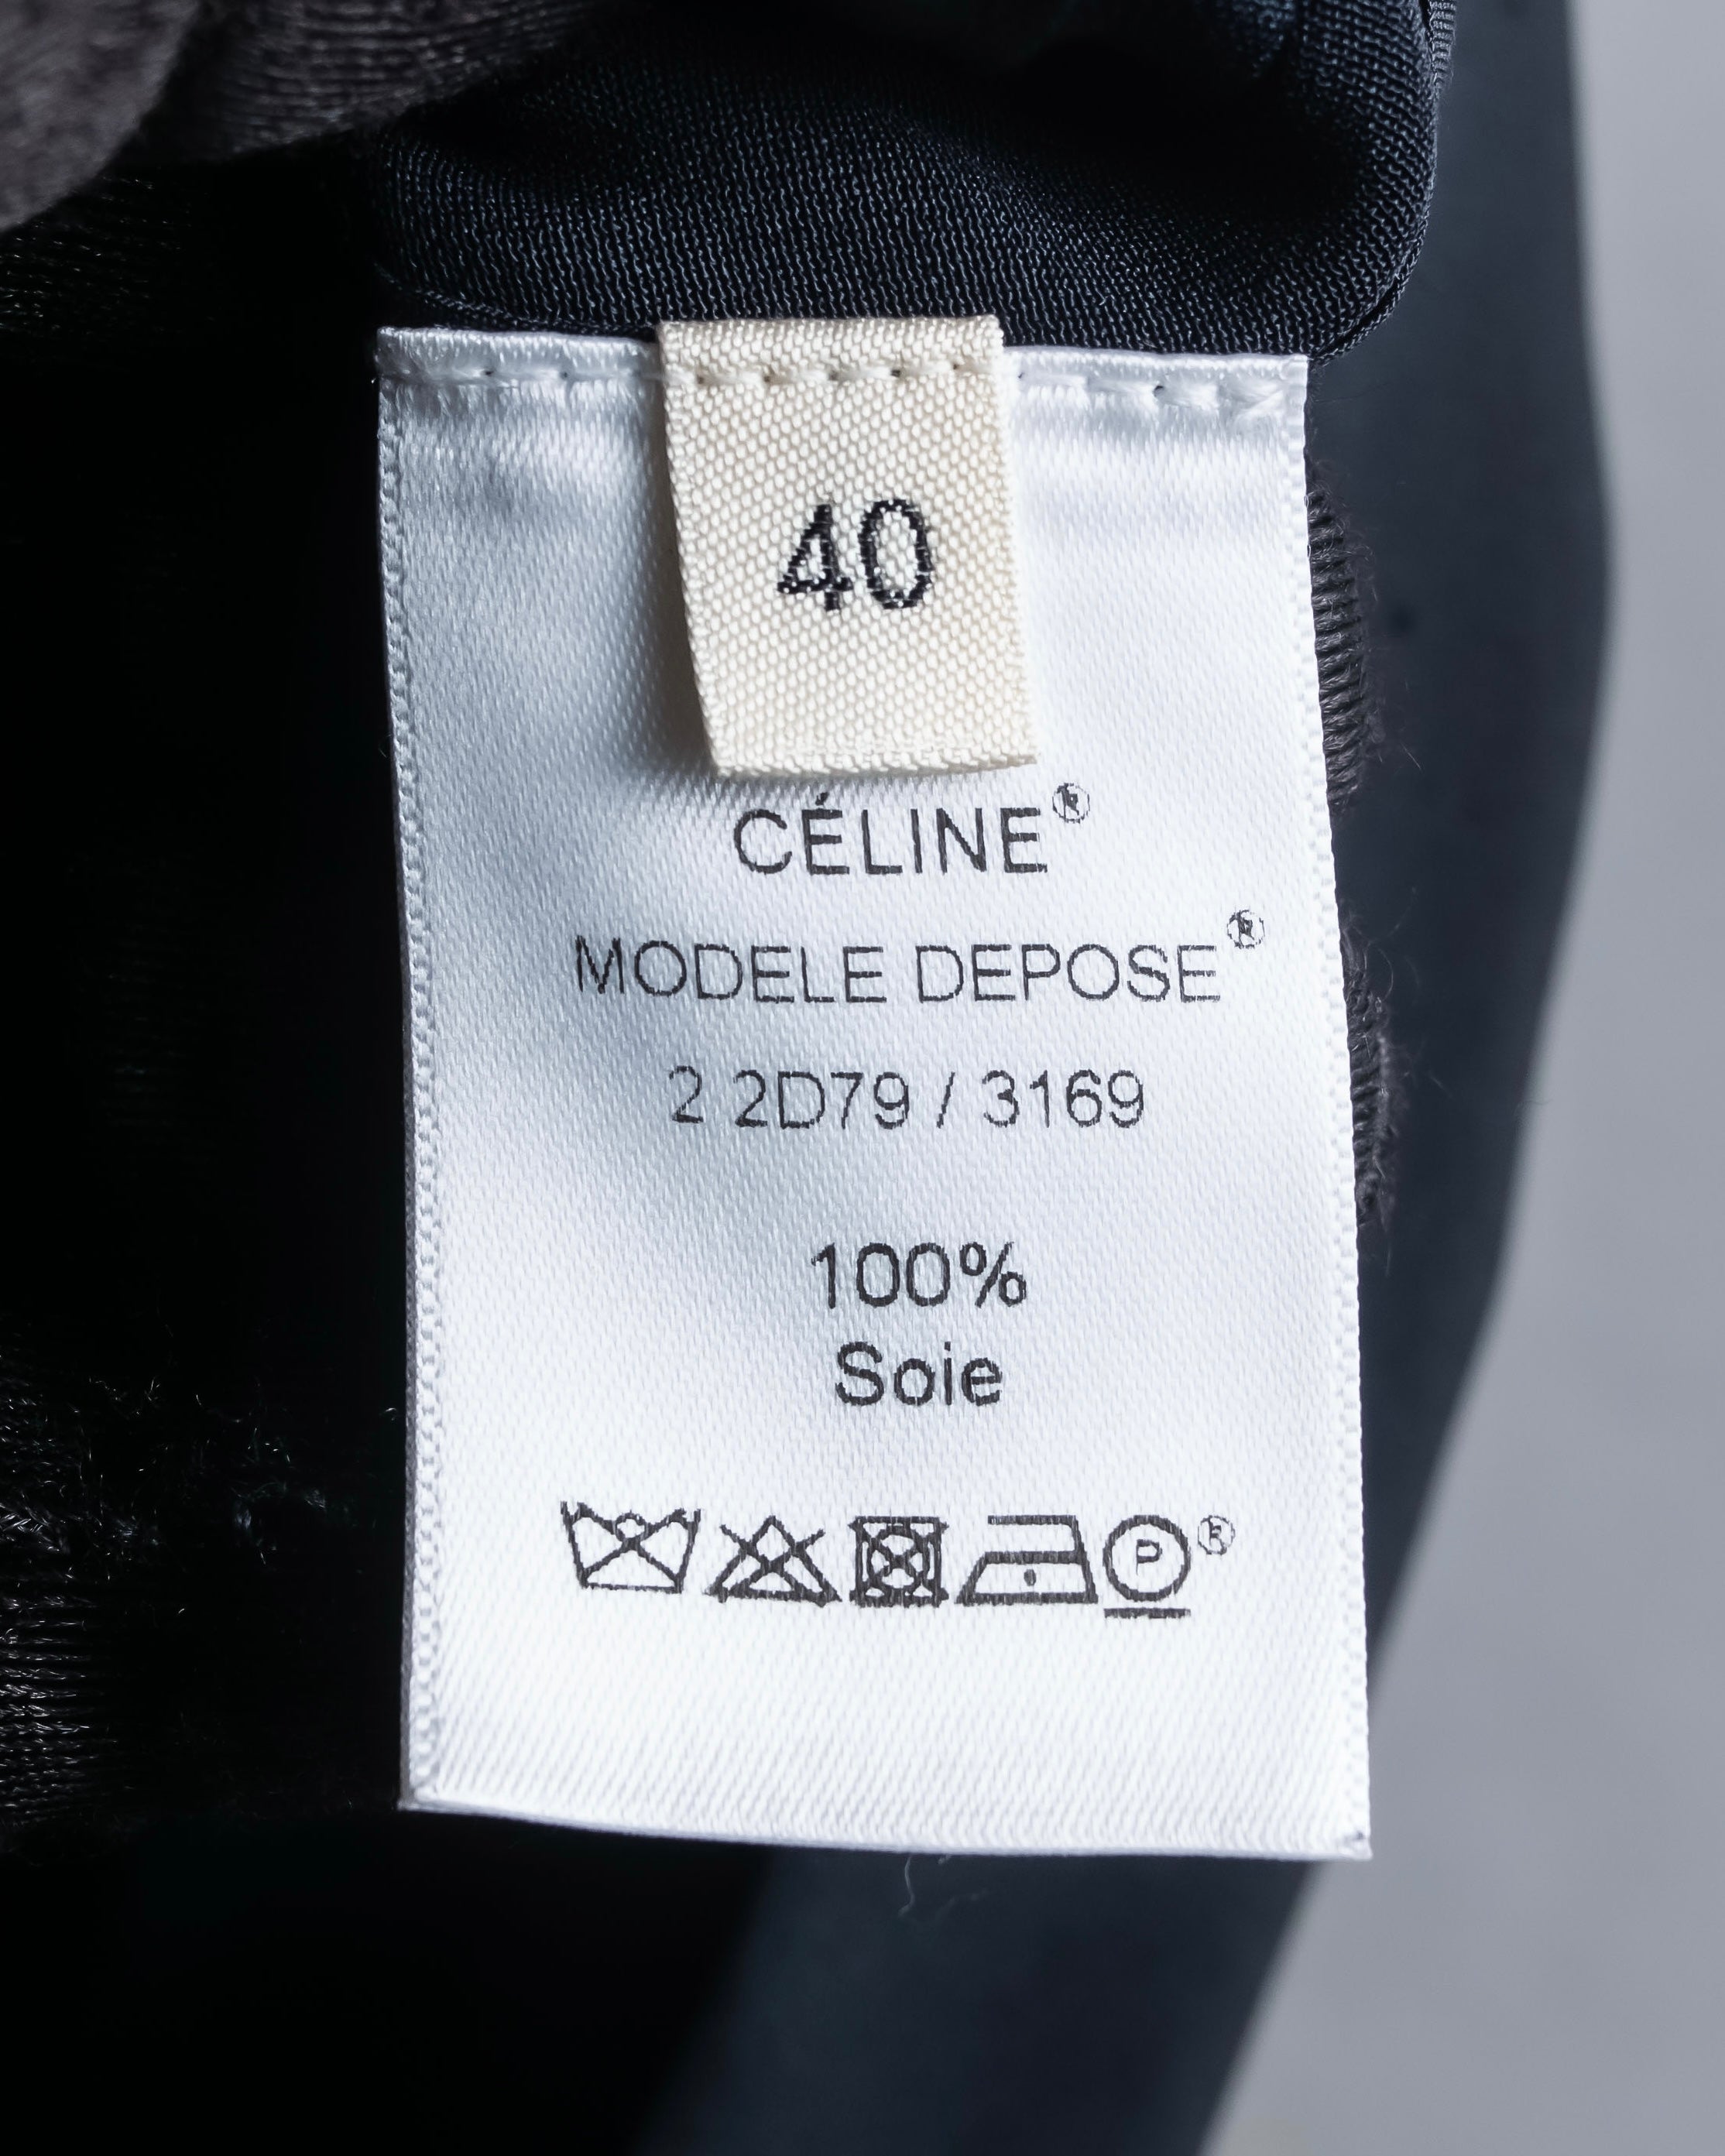 40
CÉLINE®
MODELE DEPOSE®
2 2D79 / 3169
100%
Soie
P ®